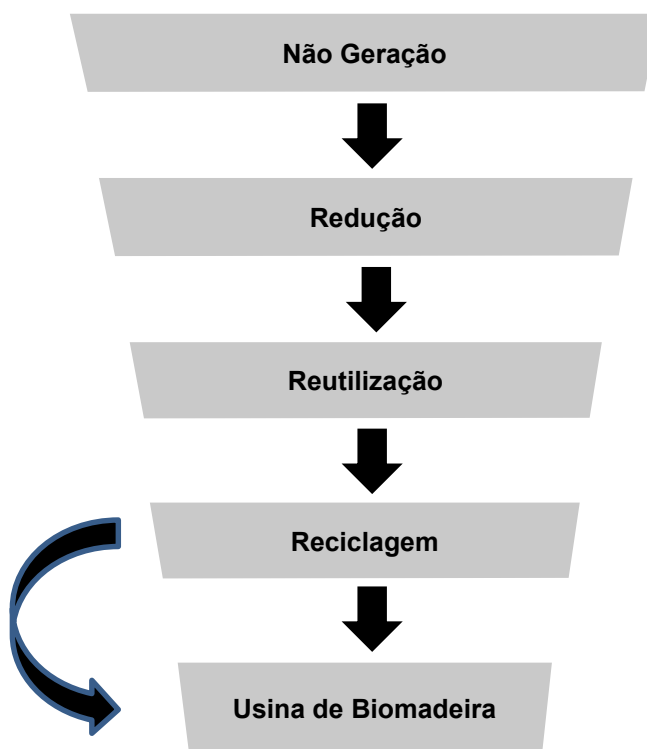 Não Geração
Redução
Reutilização
Reciclagem
Usina de Biomadeira